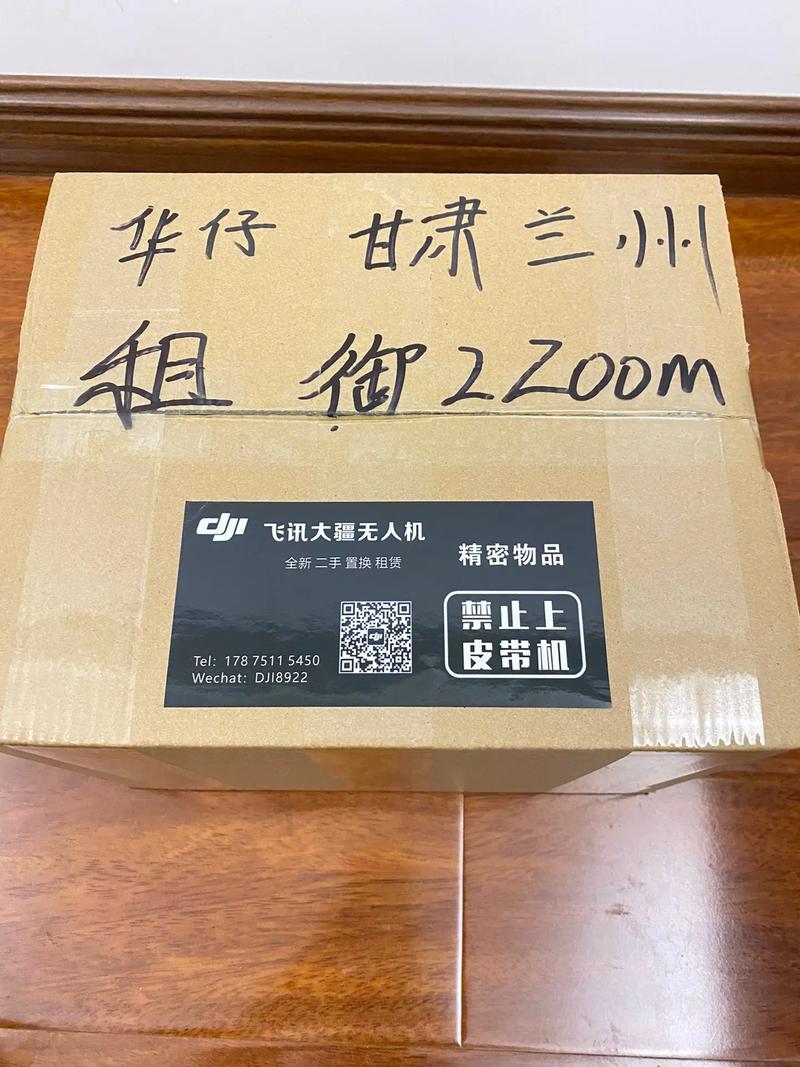 华仔 甘肃兰州
租 御2 ZOOM
dji 飞讯大疆无人机
全新 二手 置换 租赁
精密物品
禁止上
皮带机
Tel: 178 7511 5450
Wechat: DJI8922